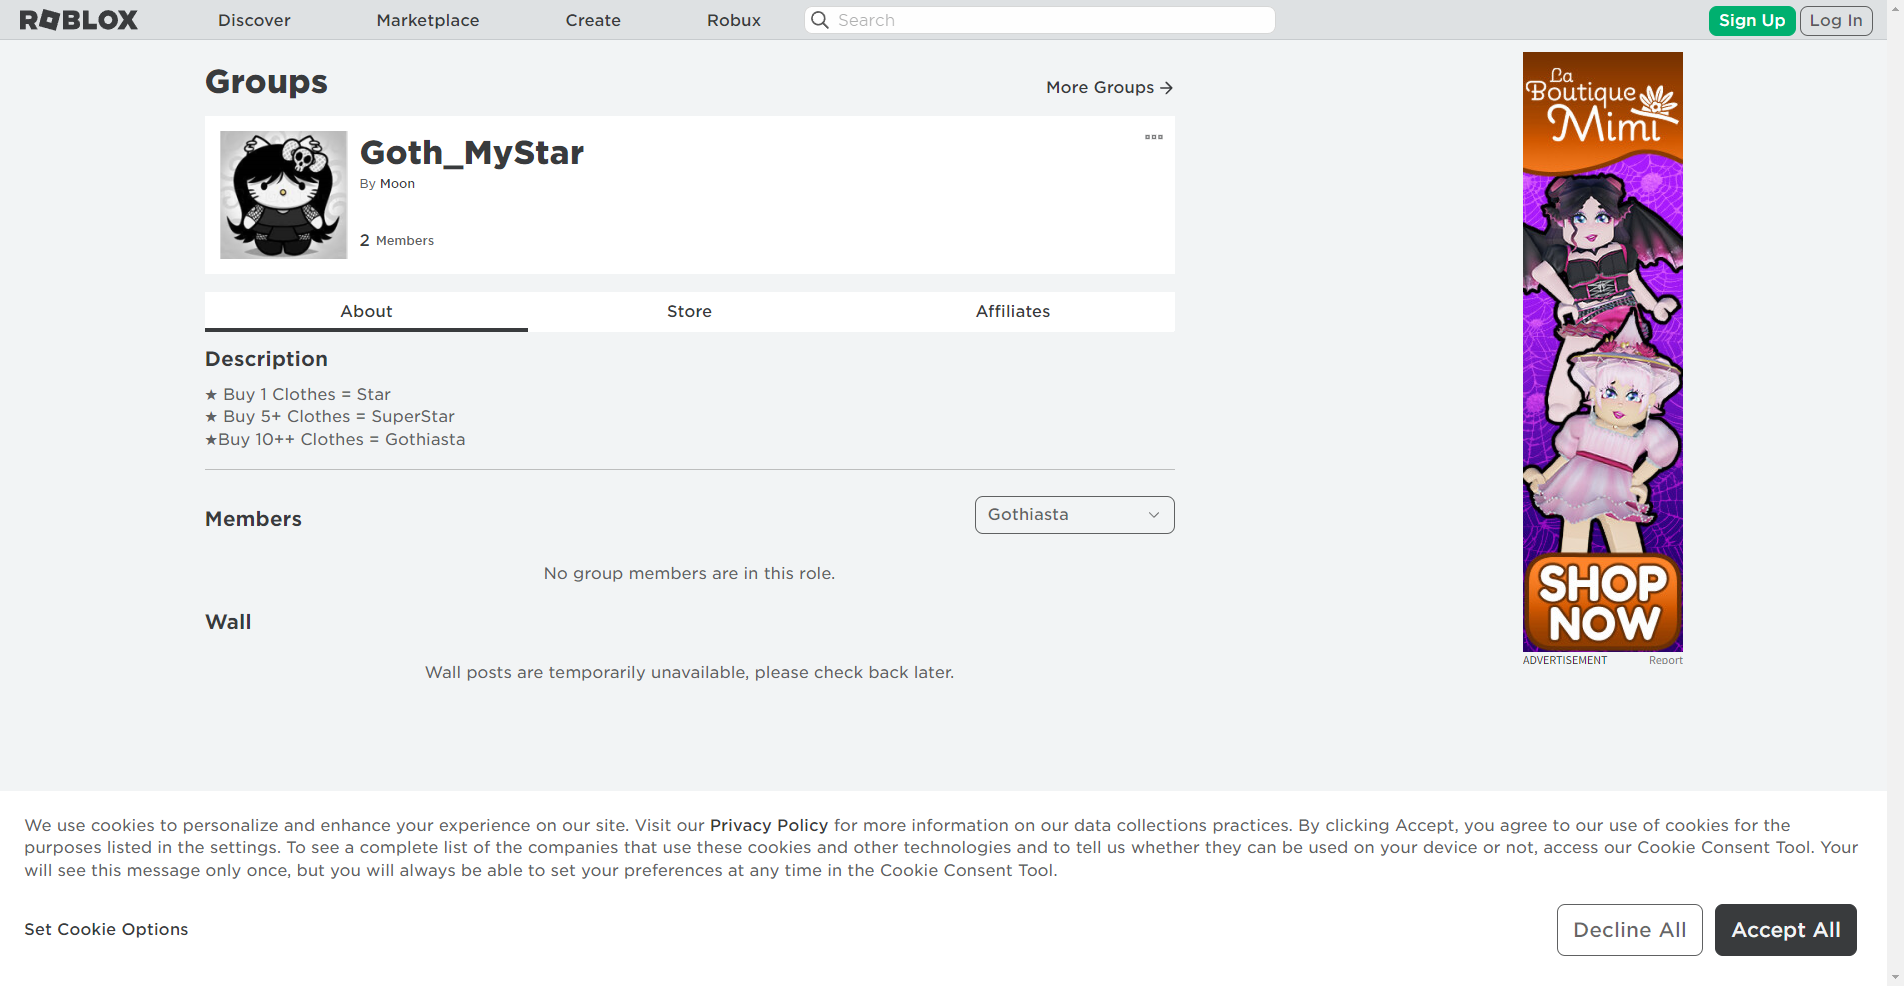 ROBLOX
Discover
Marketplace
Create
Robux
Search
Sign Up
Log In
Groups
More Groups →
Goth_MyStar
By Moon
2 Members
About
Store
Affiliates
Description
★ Buy 1 Clothes = Star
★ Buy 5+ Clothes = SuperStar
★Buy 10++ Clothes = Gothiasta
Members
Gothiasta
No group members are in this role.
Wall
Wall posts are temporarily unavailable, please check back later.
La
Boutique
Mimi
SHOP
NOW
ADVERTISEMENT
Report
We use cookies to personalize and enhance your experience on our site. Visit our Privacy Policy for more information on our data collections practices. By clicking Accept, you agree to our use of cookies for the
purposes listed in the settings. To see a complete list of the companies that use these cookies and other technologies and to tell us whether they can be used on your device or not, access our Cookie Consent Tool. Your
will see this message only once, but you will always be able to set your preferences at any time in the Cookie Consent Tool.
Set Cookie Options
Decline All
Accept All